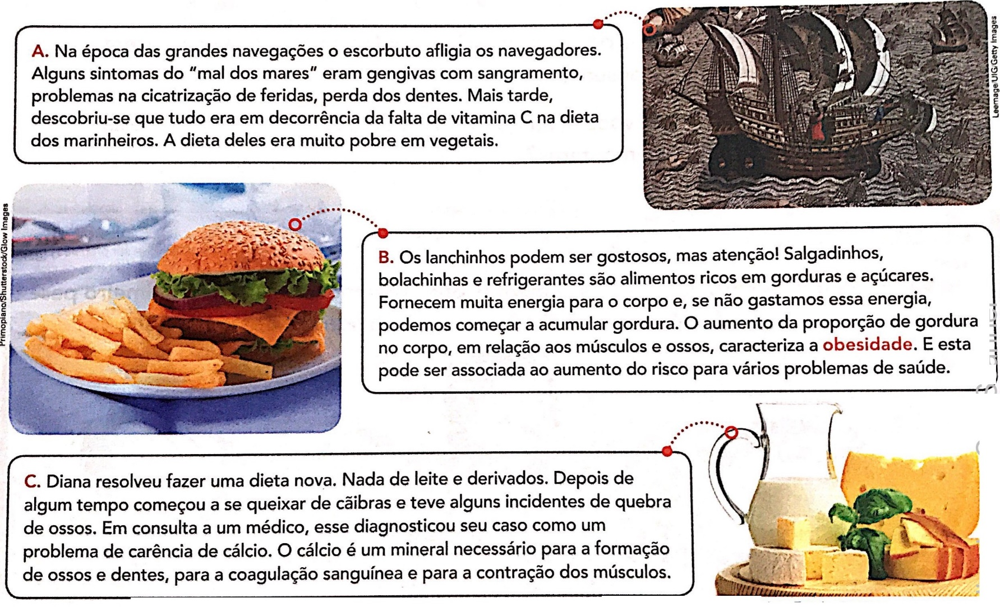 Leemage/UIG/Getty Images
A. Na época das grandes navegações o escorbuto afligia os navegadores.
Alguns sintomas do “mal dos mares” eram gengivas com sangramento,
problemas na cicatrização de feridas, perda dos dentes. Mais tarde,
descobriu-se que tudo era em decorrência da falta de vitamina C na dieta
dos marinheiros. A dieta deles era muito pobre em vegetais.
Primopiano/Shutterstock/Glow Images
B. Os lanchinhos podem ser gostosos, mas atenção! Salgadinhos,
bolachinhas e refrigerantes são alimentos ricos em gorduras e açúcares.
Fornecem muita energia para o corpo e, se não gastamos essa energia,
podemos começar a acumular gordura. O aumento da proporção de gordura
no corpo, em relação aos músculos e ossos, caracteriza a obesidade. E esta
pode ser associada ao aumento do risco para vários problemas de saúde.
C. Diana resolveu fazer uma dieta nova. Nada de leite e derivados. Depois de
algum tempo começou a se queixar de cãibras e teve alguns incidentes de quebra
de ossos. Em consulta a um médico, esse diagnosticou seu caso como um
problema de carência de cálcio. O cálcio é um mineral necessário para a formação
de ossos e dentes, para a coagulação sanguínea e para a contração dos músculos.